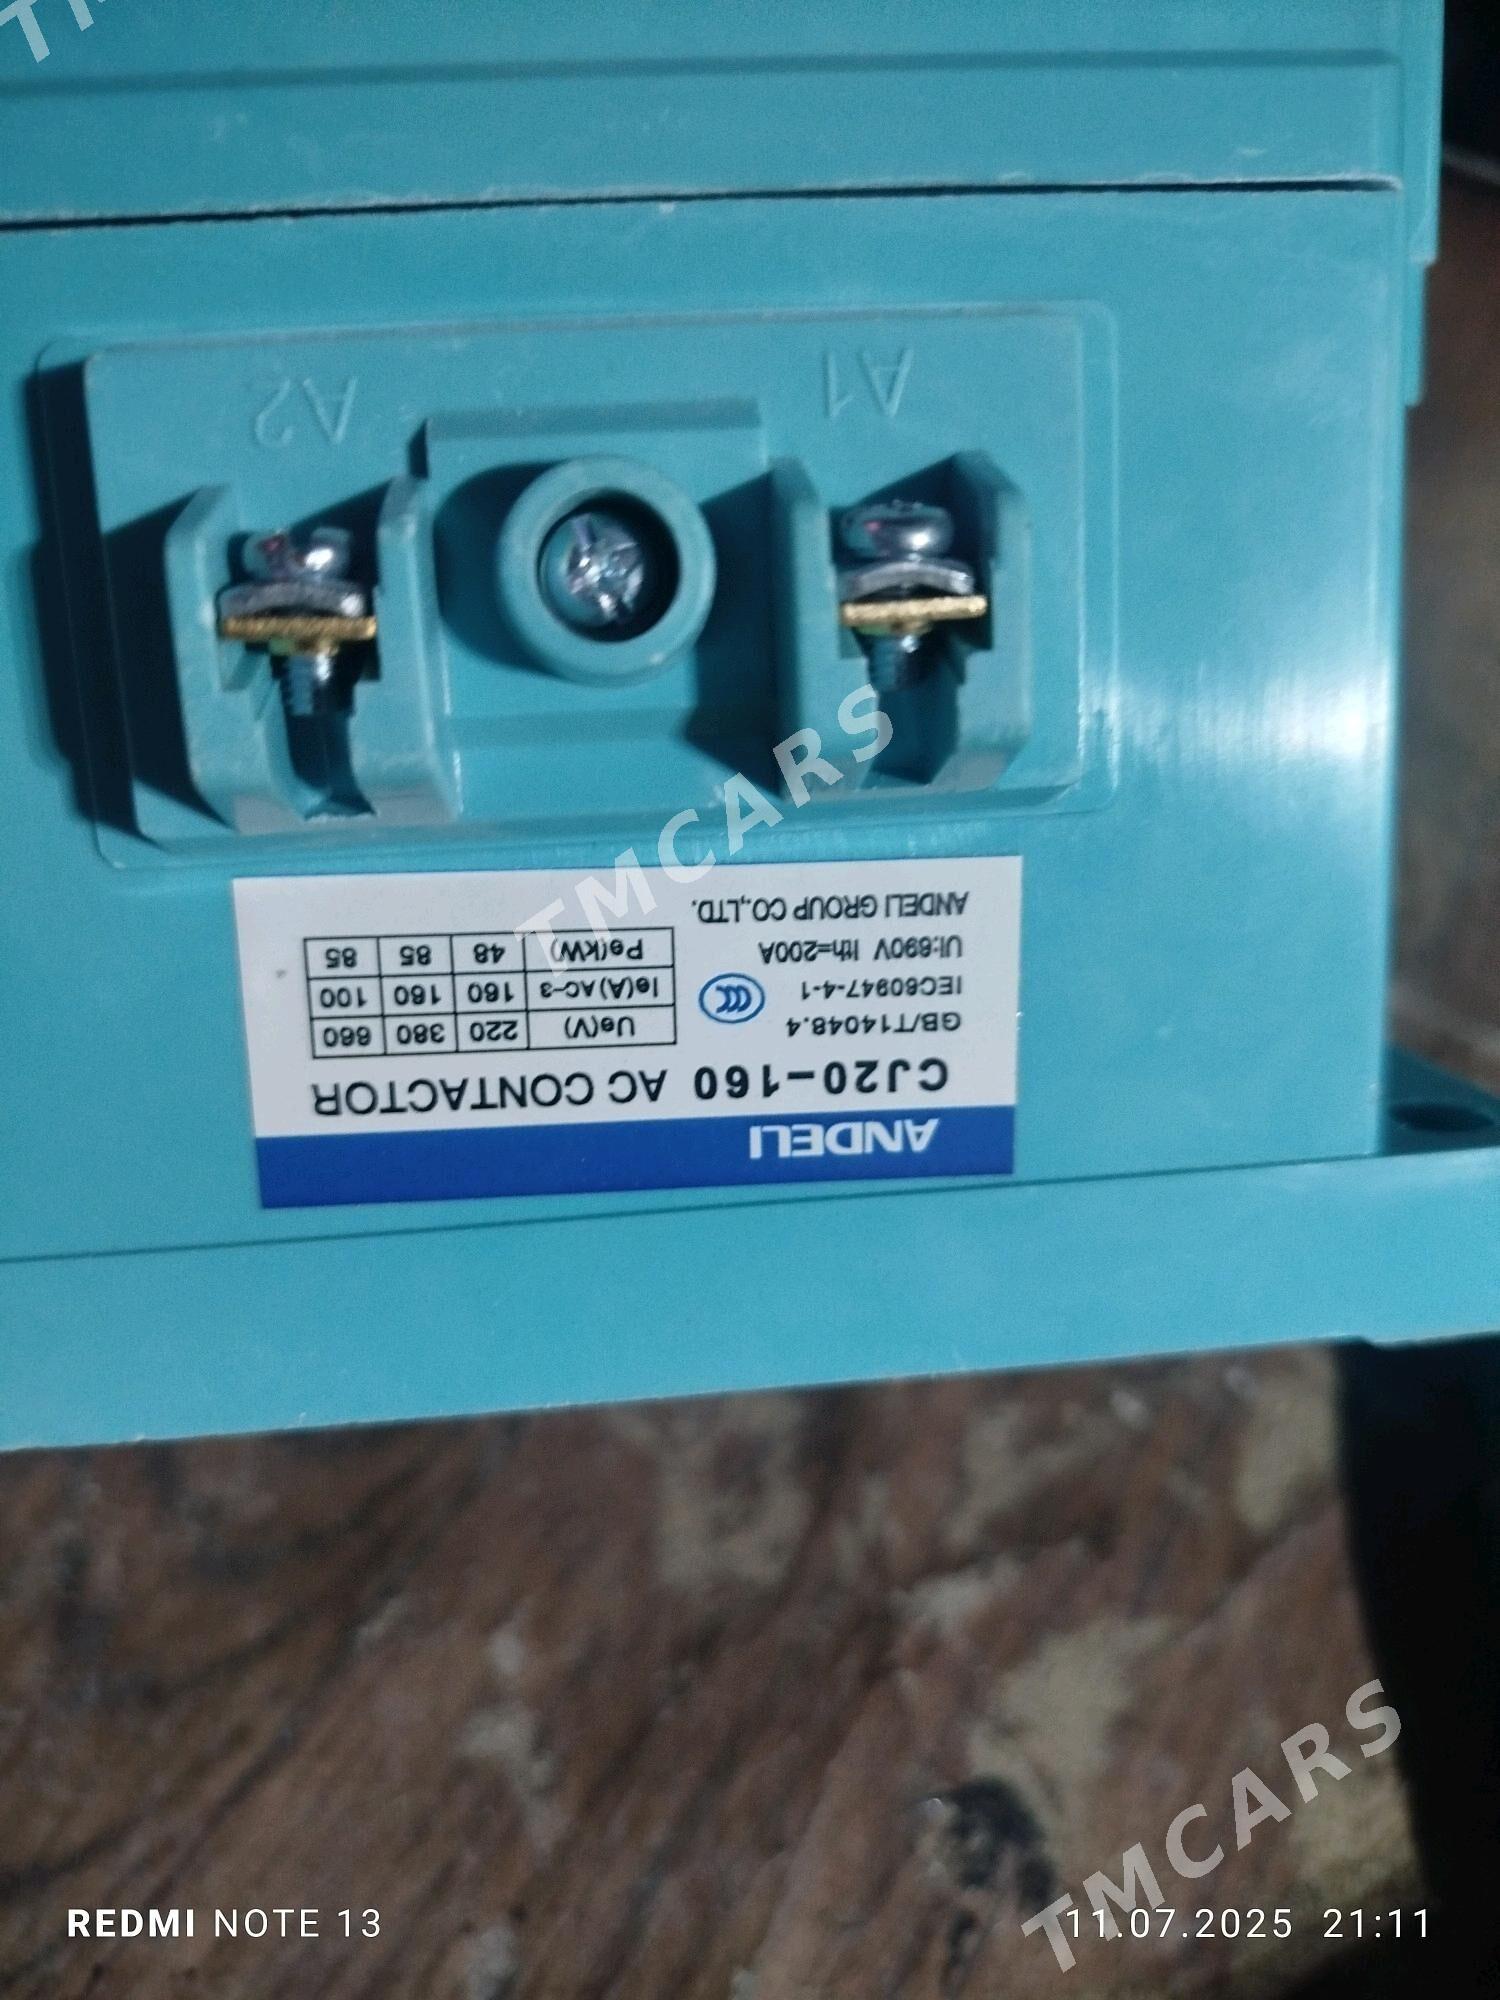 ANDELI
CJ20-160 AC CONTACTOR
GB/T14048.4
IEC60947-4-1
Ui:690V Ith=200A
ANDELI GROUP CO.,LTD.
CCC
Ue(V) 220 380 660
Ie(A)AC-3 160 160 100
Pe(kW) 48 85 85
A1 A2
TMCARS
TMCARS
REDMI NOTE 13
11.07.2025 21:11